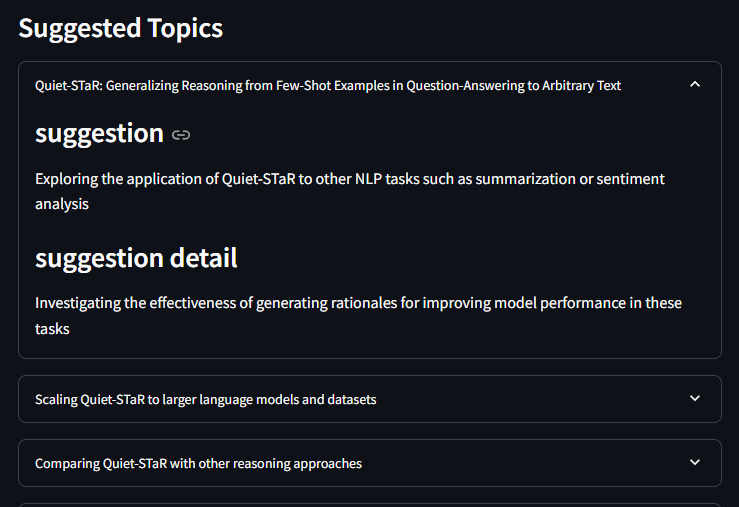 Suggested Topics
Quiet-STaR: Generalizing Reasoning from Few-Shot Examples in Question-Answering to Arbitrary Text
suggestion
Exploring the application of Quiet-STaR to other NLP tasks such as summarization or sentiment
analysis
suggestion detail
Investigating the effectiveness of generating rationales for improving model performance in these
tasks
Scaling Quiet-STaR to larger language models and datasets
Comparing Quiet-STaR with other reasoning approaches